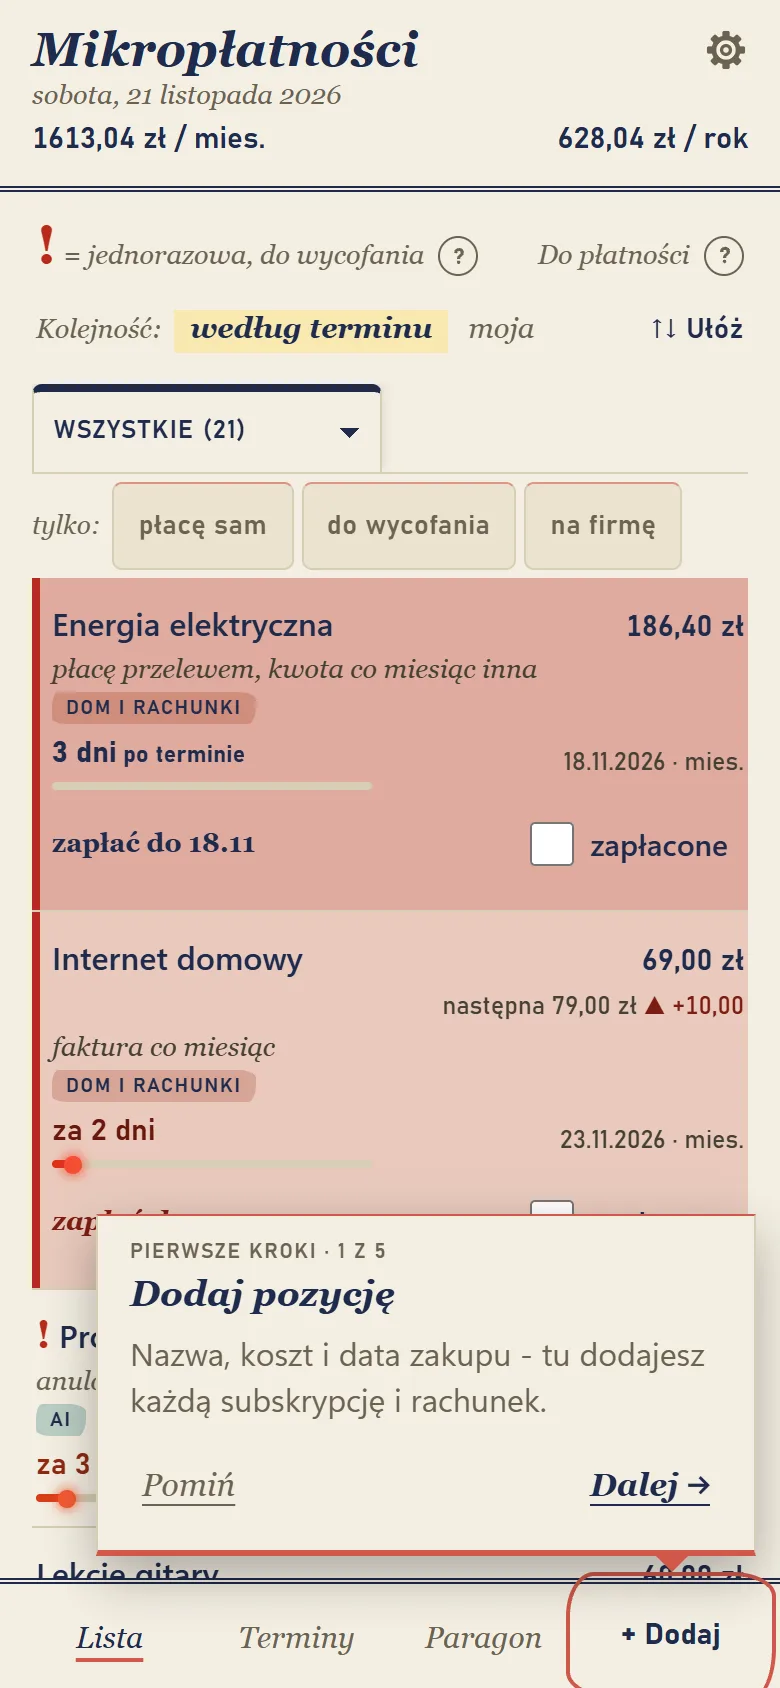 Mikropłatności
sobota, 21 listopada 2026
1613,04 zł / mies. 628,04 zł / rok
! = jednorazowa, do wycofania ? Do płatności ?
Kolejność: według terminu moja ↑↓ Ułóż
WSZYSTKIE (21)
tylko: płacę sam do wycofania na firmę
Energia elektryczna 186,40 zł
płacę przelewem, kwota co miesiąc inna
DOM I RACHUNKI
3 dni po terminie 18.11.2026 · mies.
zapłać do 18.11 zapłacone
Internet domowy 69,00 zł
następna 79,00 zł ▲ +10,00
faktura co miesiąc
DOM I RACHUNKI
za 2 dni 23.11.2026 · mies.
PIERWSZE KROKI · 1 Z 5
Dodaj pozycję
Nazwa, koszt i data zakupu - tu dodajesz
każdą subskrypcję i rachunek.
Pomiń Dalej →
!
AI
za 3
Lekcje gitary
Lista Terminy Paragon + Dodaj